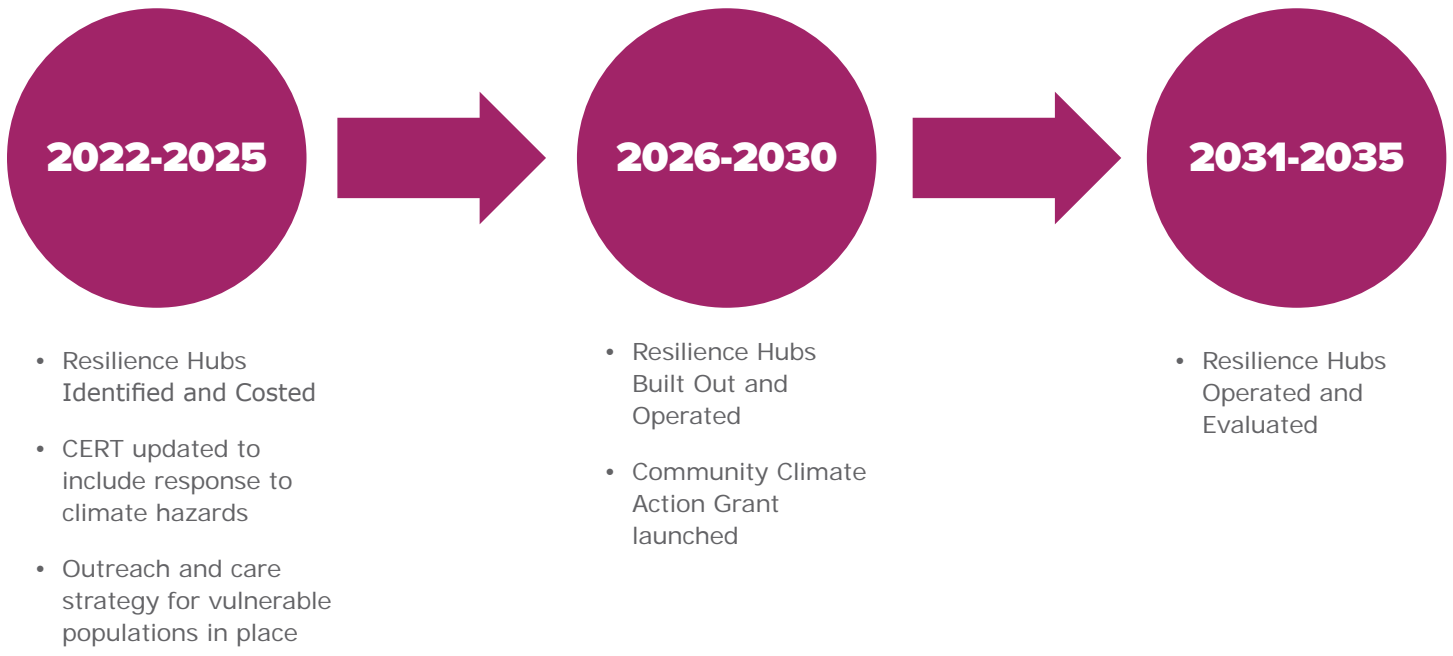 2022-2025
2026-2030
2031-2035
• Resilience Hubs
Identified and Costed
• CERT updated to
include response to
climate hazards
• Outreach and care
strategy for vulnerable
populations in place
• Resilience Hubs
Built Out and
Operated
• Community Climate
Action Grant
launched
• Resilience Hubs
Operated and
Evaluated